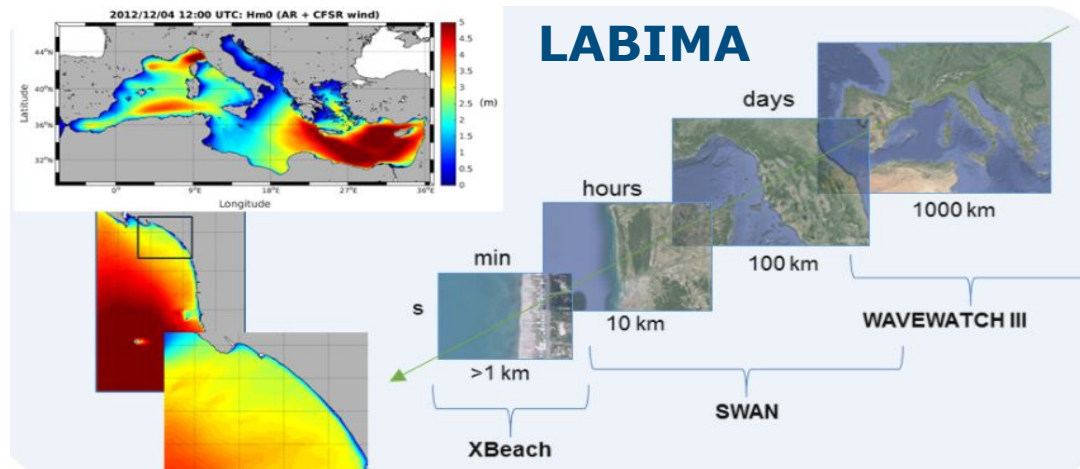 2012/12/04 12:00 UTC: Hm0 (AR + CFSR wind)
44°N
40°N
36°N
32°N
Latitude
0°
9°E
18°E
27°E
36°E
Longitude
5
4.5
4
3.5
3
2.5
2
1.5
1
0.5
0
(m)
LABIMA
days
hours
min
s
1000 km
100 km
10 km
>1 km
WAVEWATCH III
SWAN
XBeach